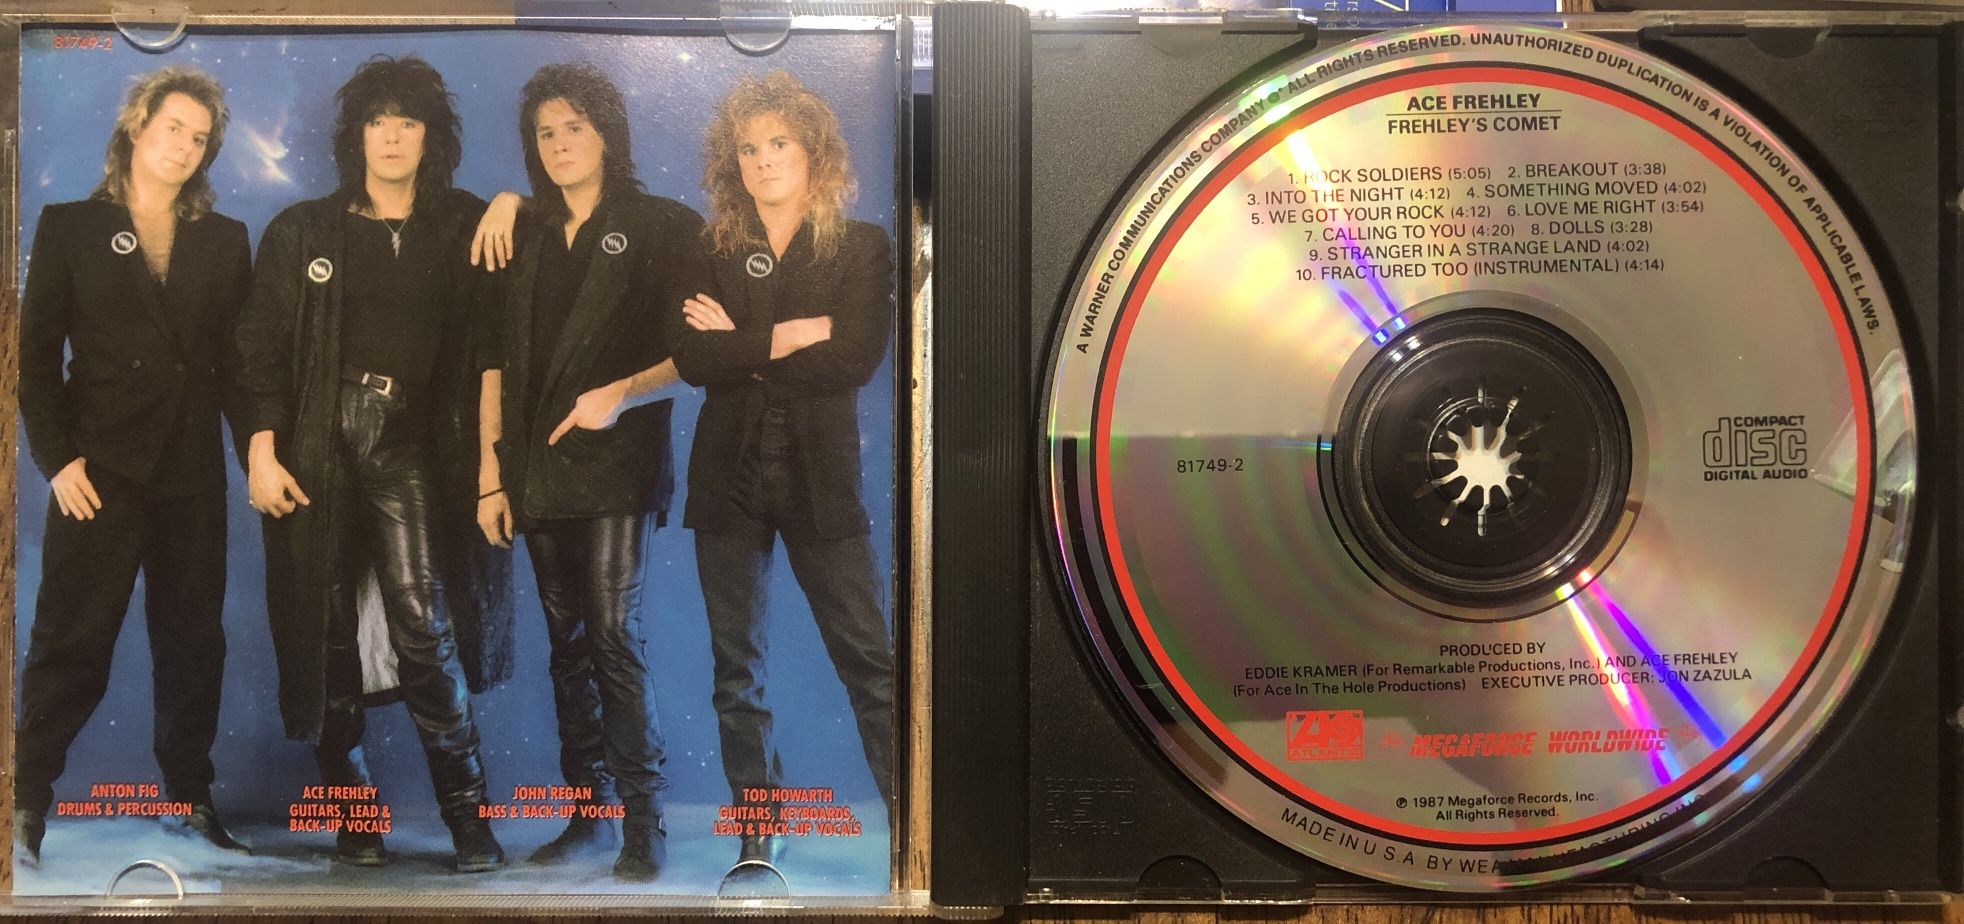 81749-2
ANTON FIG
DRUMS & PERCUSSION
ACE FREHLEY
GUITARS, LEAD &
BACK-UP VOCALS
JOHN REGAN
BASS & BACK-UP VOCALS
TOD HOWARTH
GUITARS, KEYBOARDS,
LEAD & BACK-UP VOCALS
A WARNER COMMUNICATIONS COMPANY ℗ ALL RIGHTS RESERVED. UNAUTHORIZED DUPLICATION IS A VIOLATION OF APPLICABLE LAWS.
ACE FREHLEY
FREHLEY'S COMET
1. ROCK SOLDIERS (5:05) 2. BREAKOUT (3:38)
3. INTO THE NIGHT (4:12) 4. SOMETHING MOVED (4:02)
5. WE GOT YOUR ROCK (4:12) 6. LOVE ME RIGHT (3:54)
7. CALLING TO YOU (4:20) 8. DOLLS (3:28)
9. STRANGER IN A STRANGE LAND (4:02)
10. FRACTURED TOO (INSTRUMENTAL) (4:14)
81749-2
COMPACT
disc
DIGITAL AUDIO
PRODUCED BY
EDDIE KRAMER (For Remarkable Productions, Inc.) AND ACE FREHLEY
(For Ace In The Hole Productions) EXECUTIVE PRODUCER: JON ZAZULA
ATLANTIC
MEGAFORCE WORLDWIDE
℗ 1987 Megaforce Records, Inc.
All Rights Reserved.
MADE IN U.S.A. BY WEA MANUFACTURING INC.